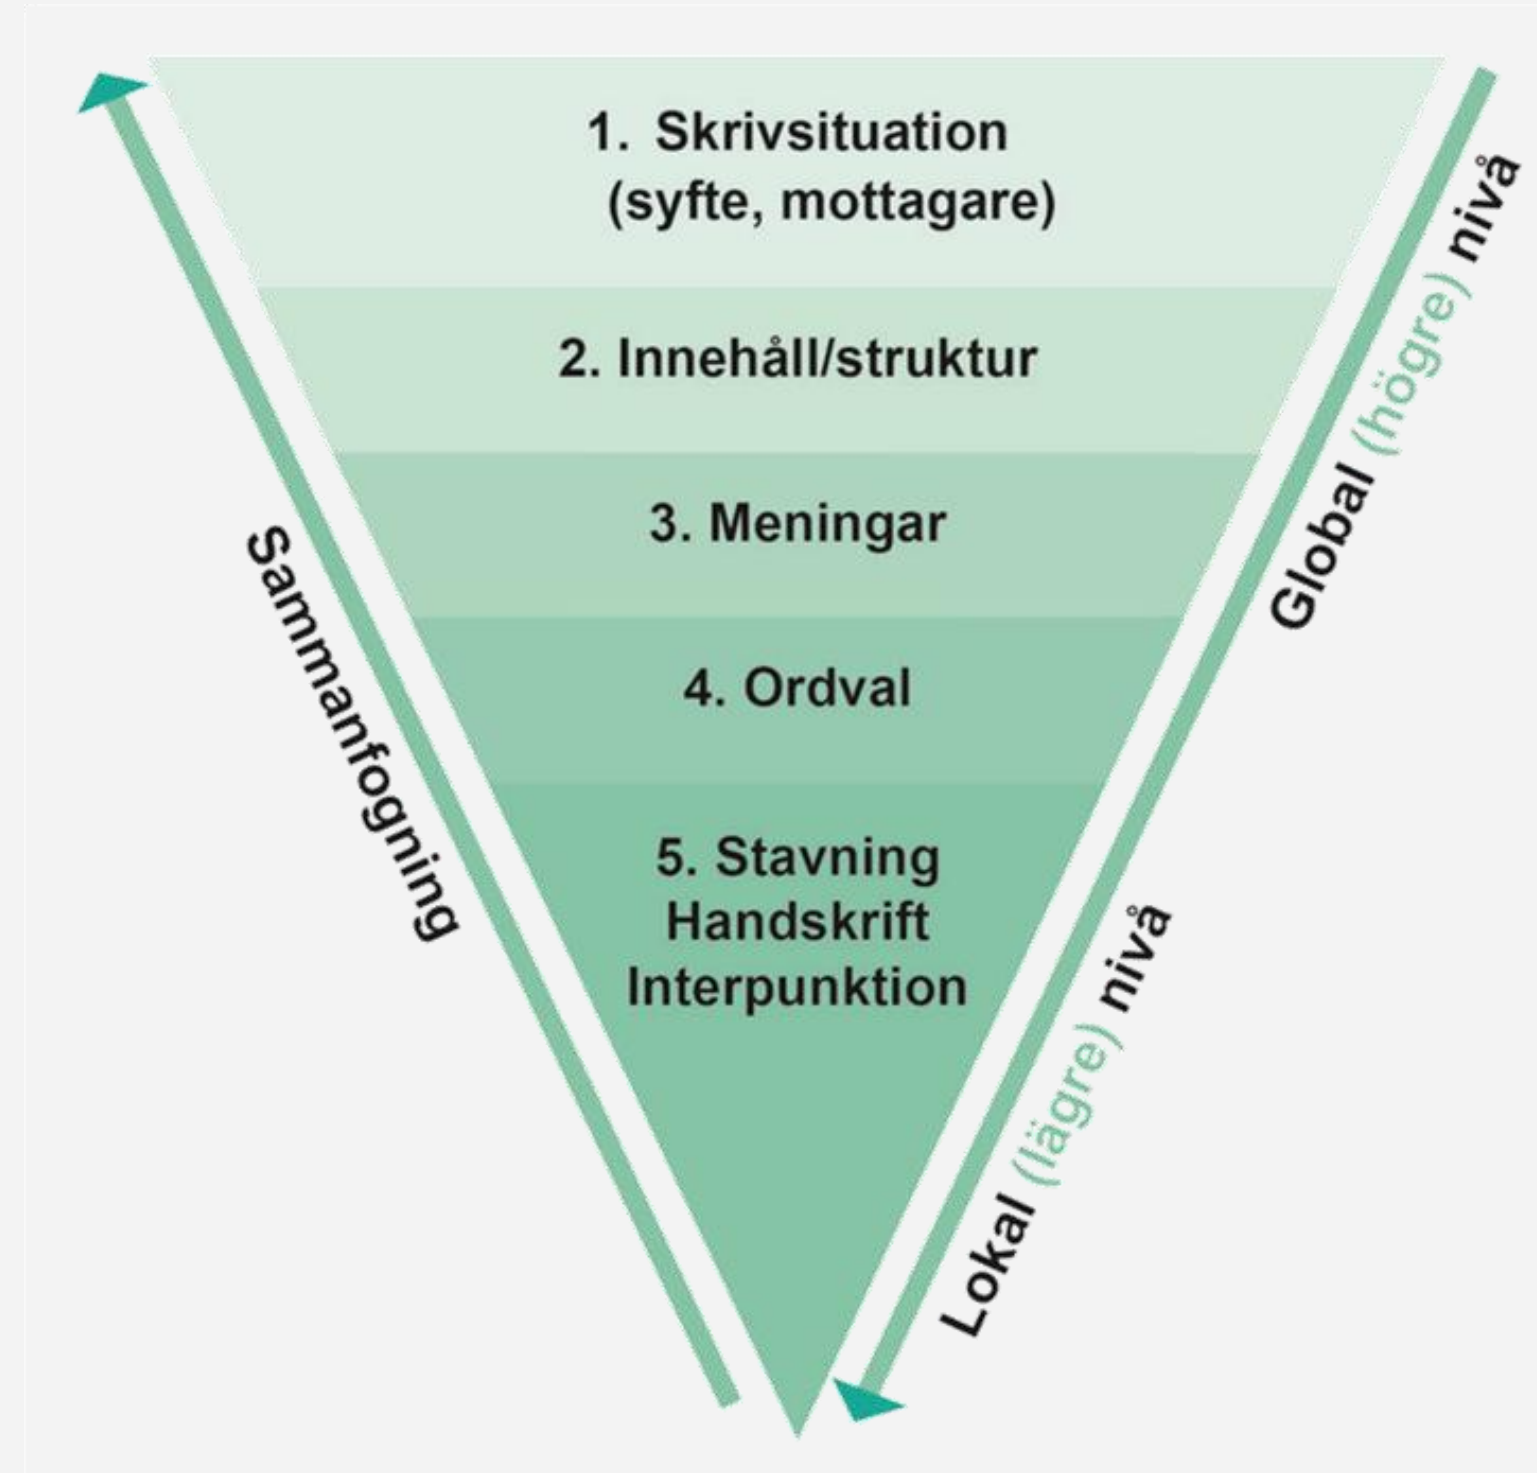 1. Skrivsituation
(syfte, mottagare)
2. Innehåll/struktur
3. Meningar
4. Ordval
5. Stavning
Handskrift
Interpunktion
Sammanfogning
Global (högre) nivå
Lokal (lägre) nivå